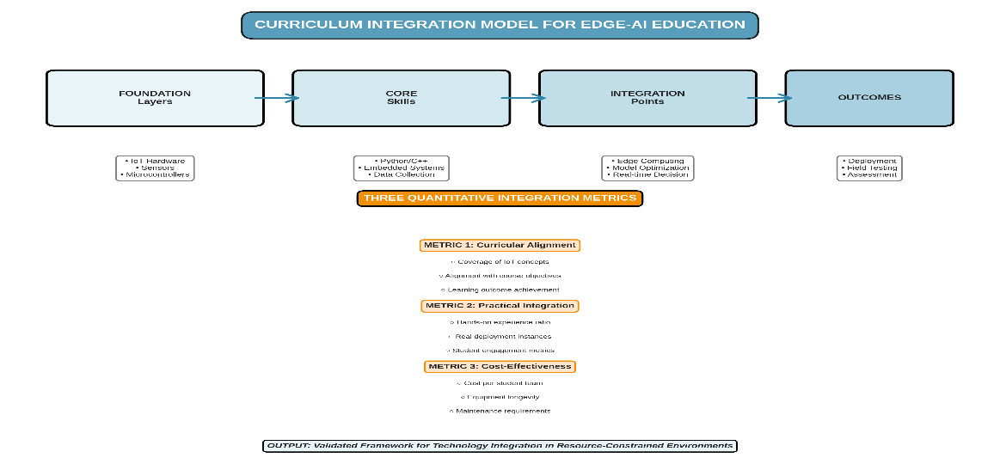 CURRICULUM INTEGRATION MODEL FOR EDGE-AI EDUCATION
FOUNDATION
Layers
CORE
Skills
INTEGRATION
Points
OUTCOMES
• IoT Hardware
• Sensors
• Microcontrollers
• Python/C++
• Embedded Systems
• Data Collection
• Edge Computing
• Model Optimization
• Real-time Decision
• Deployment
• Field Testing
• Assessment
THREE QUANTITATIVE INTEGRATION METRICS
METRIC 1: Curricular Alignment
○ Coverage of IoT concepts
○ Alignment with course objectives
○ Learning outcome achievement
METRIC 2: Practical Integration
○ Hands-on experience ratio
○ Real deployment instances
○ Student engagement metrics
METRIC 3: Cost-Effectiveness
○ Cost per student team
○ Equipment longevity
○ Maintenance requirements
OUTPUT: Validated Framework for Technology Integration in Resource-Constrained Environments